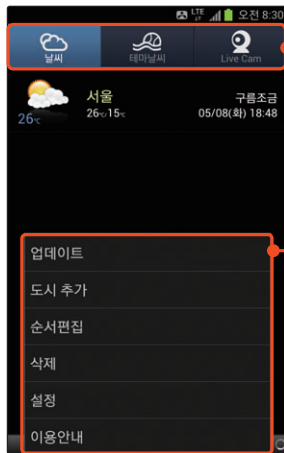 LTE 오전 8:30
날씨 테마날씨 Live Cam
서울 구름조금
26℃ 26℃/15℃ 05/08(화) 18:48
업데이트
도시 추가
순서편집
삭제
설정
이용안내